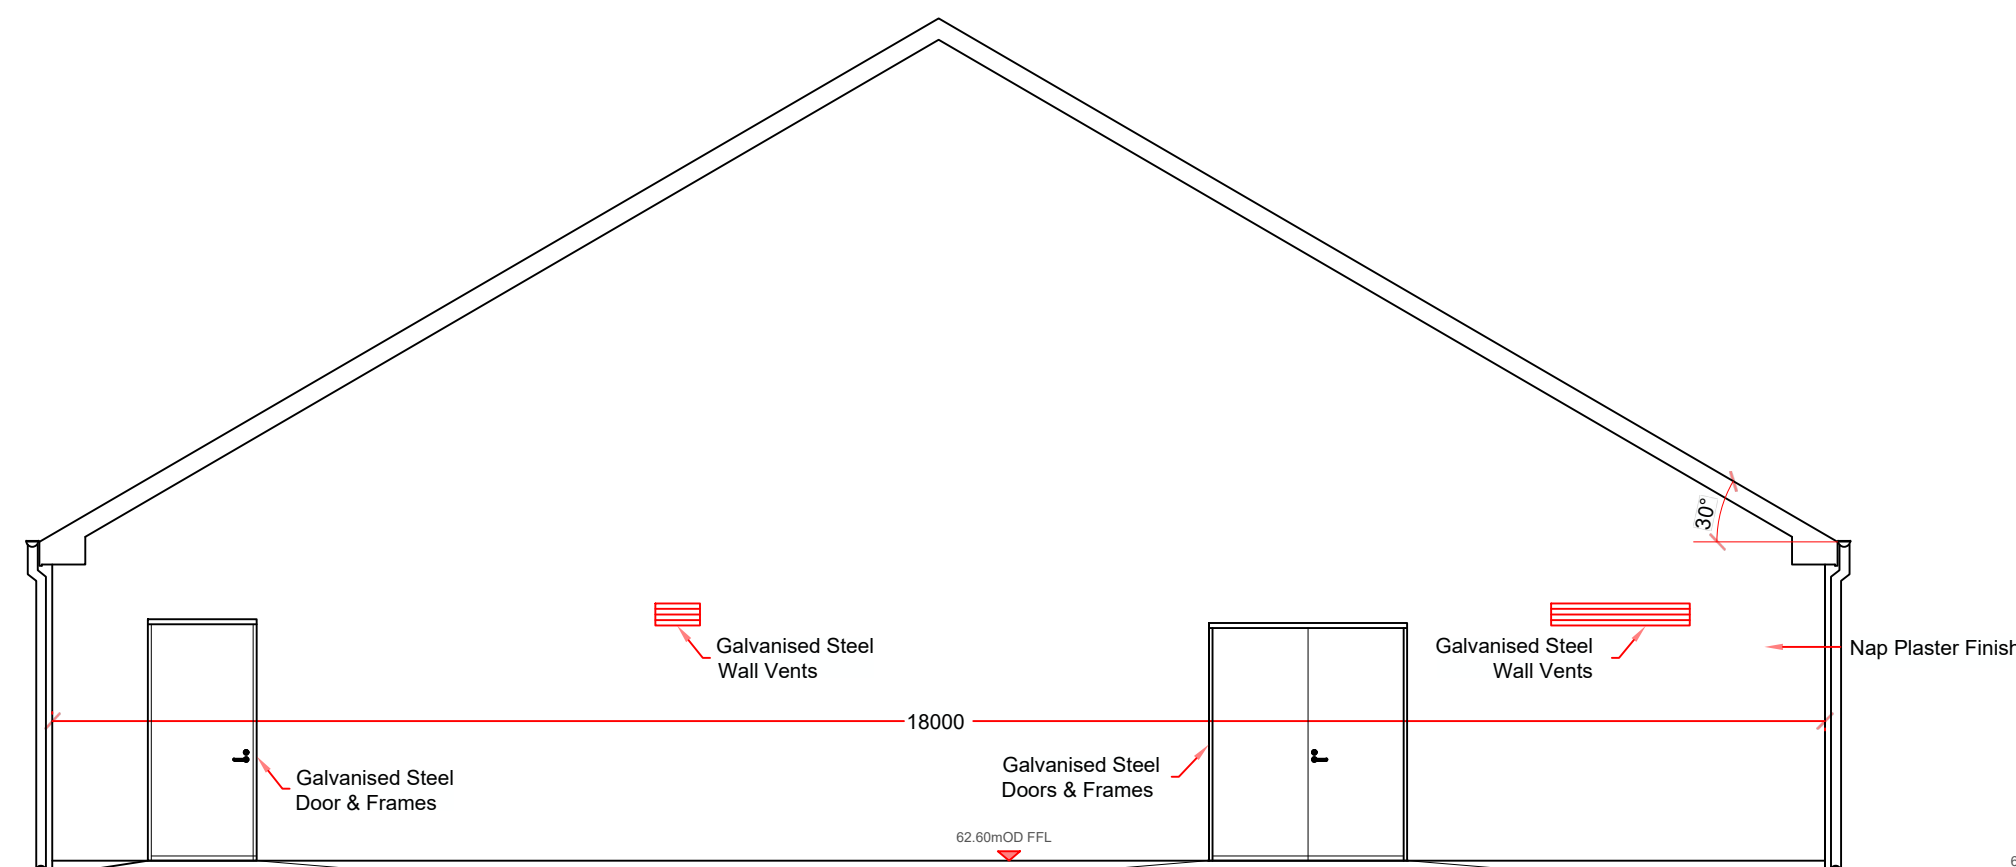 30°
Galvanised Steel
Wall Vents
Galvanised Steel
Wall Vents
Nap Plaster Finish
18000
Galvanised Steel
Door & Frames
Galvanised Steel
Doors & Frames
62.60mOD FFL